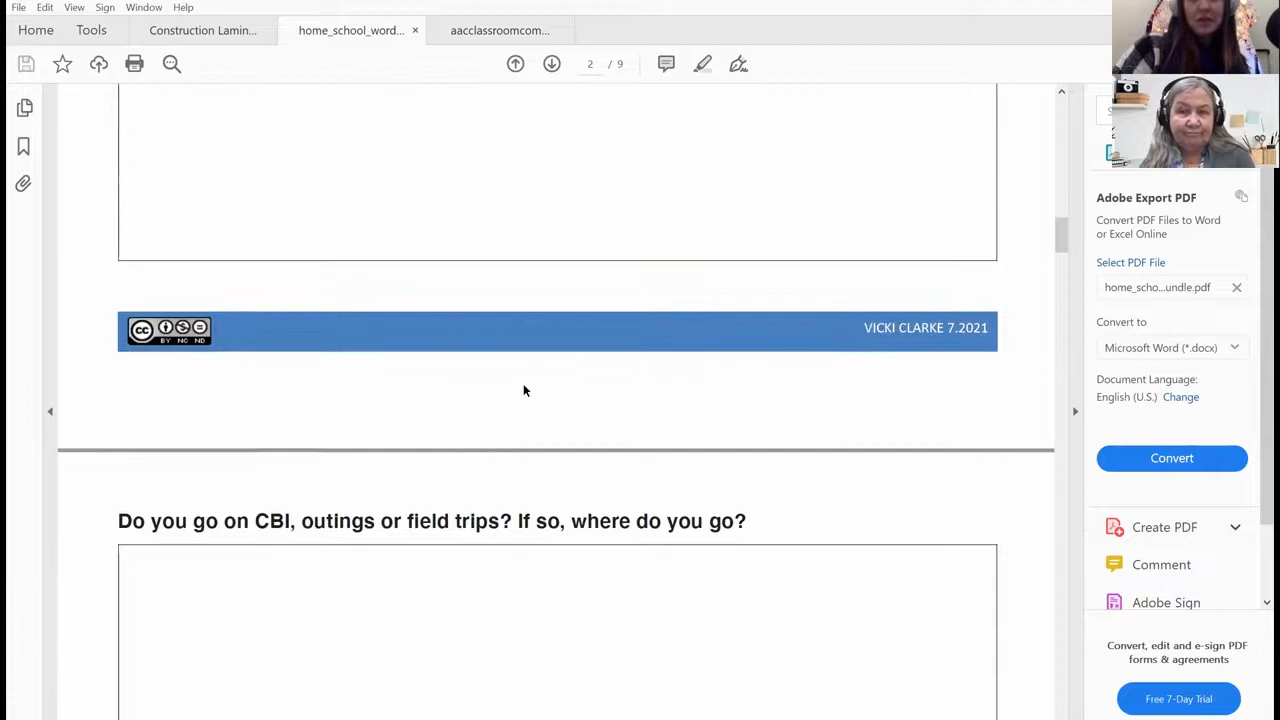 File Edit View Sign Window Help
Home Tools Construction Lamin... home_school_word... × aacclassroomcom...
2 / 9
Adobe Export PDF
Convert PDF Files to Word
or Excel Online
Select PDF File
home_scho...undle.pdf
Convert to
Microsoft Word (*.docx)
Document Language:
English (U.S.) Change
Convert
Create PDF
Comment
Adobe Sign
Convert, edit and e-sign PDF
forms & agreements
Free 7-Day Trial
CC BY NC ND
VICKI CLARKE 7.2021
Do you go on CBI, outings or field trips? If so, where do you go?